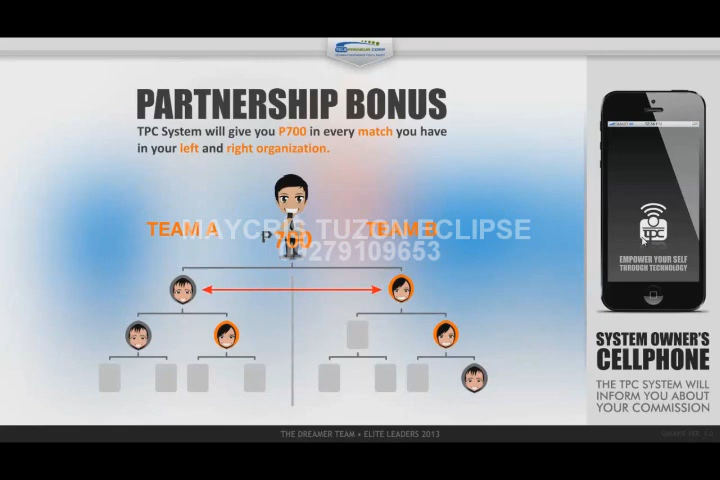 PARTNERSHIP BONUS
TPC System will give you P700 in every match you have
in your left and right organization.
TEAM A
P700
TEAM B
MAYCRIS TUZON ECLIPSE
279109653
tpc
EMPOWER YOUR SELF
THROUGH TECHNOLOGY
SYSTEM OWNER'S
CELLPHONE
THE TPC SYSTEM WILL
INFORM YOU ABOUT
YOUR COMMISSION
THE DREAMER TEAM • ELITE LEADERS 2013